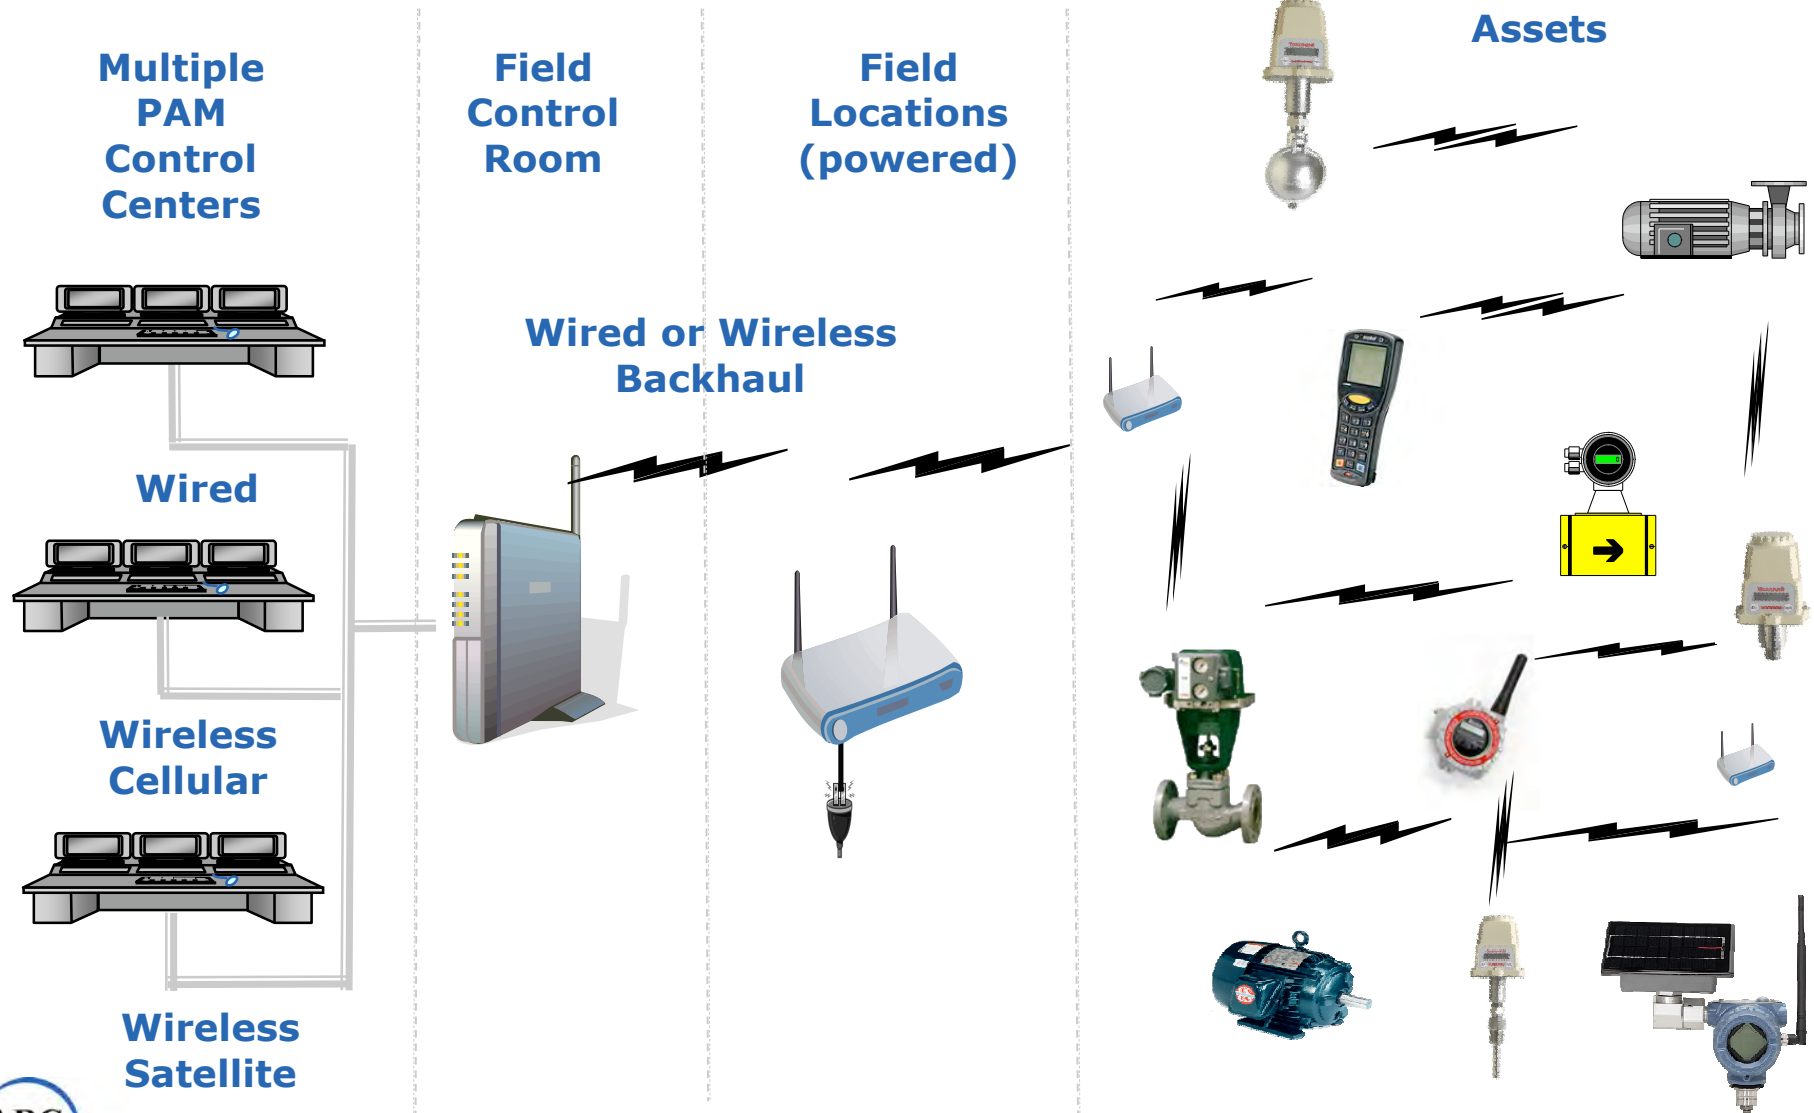 Multiple
PAM
Control
Centers
Field
Control
Room
Field
Locations
(powered)
Assets
Wired or Wireless
Backhaul
Wired
Wireless
Cellular
Wireless
Satellite